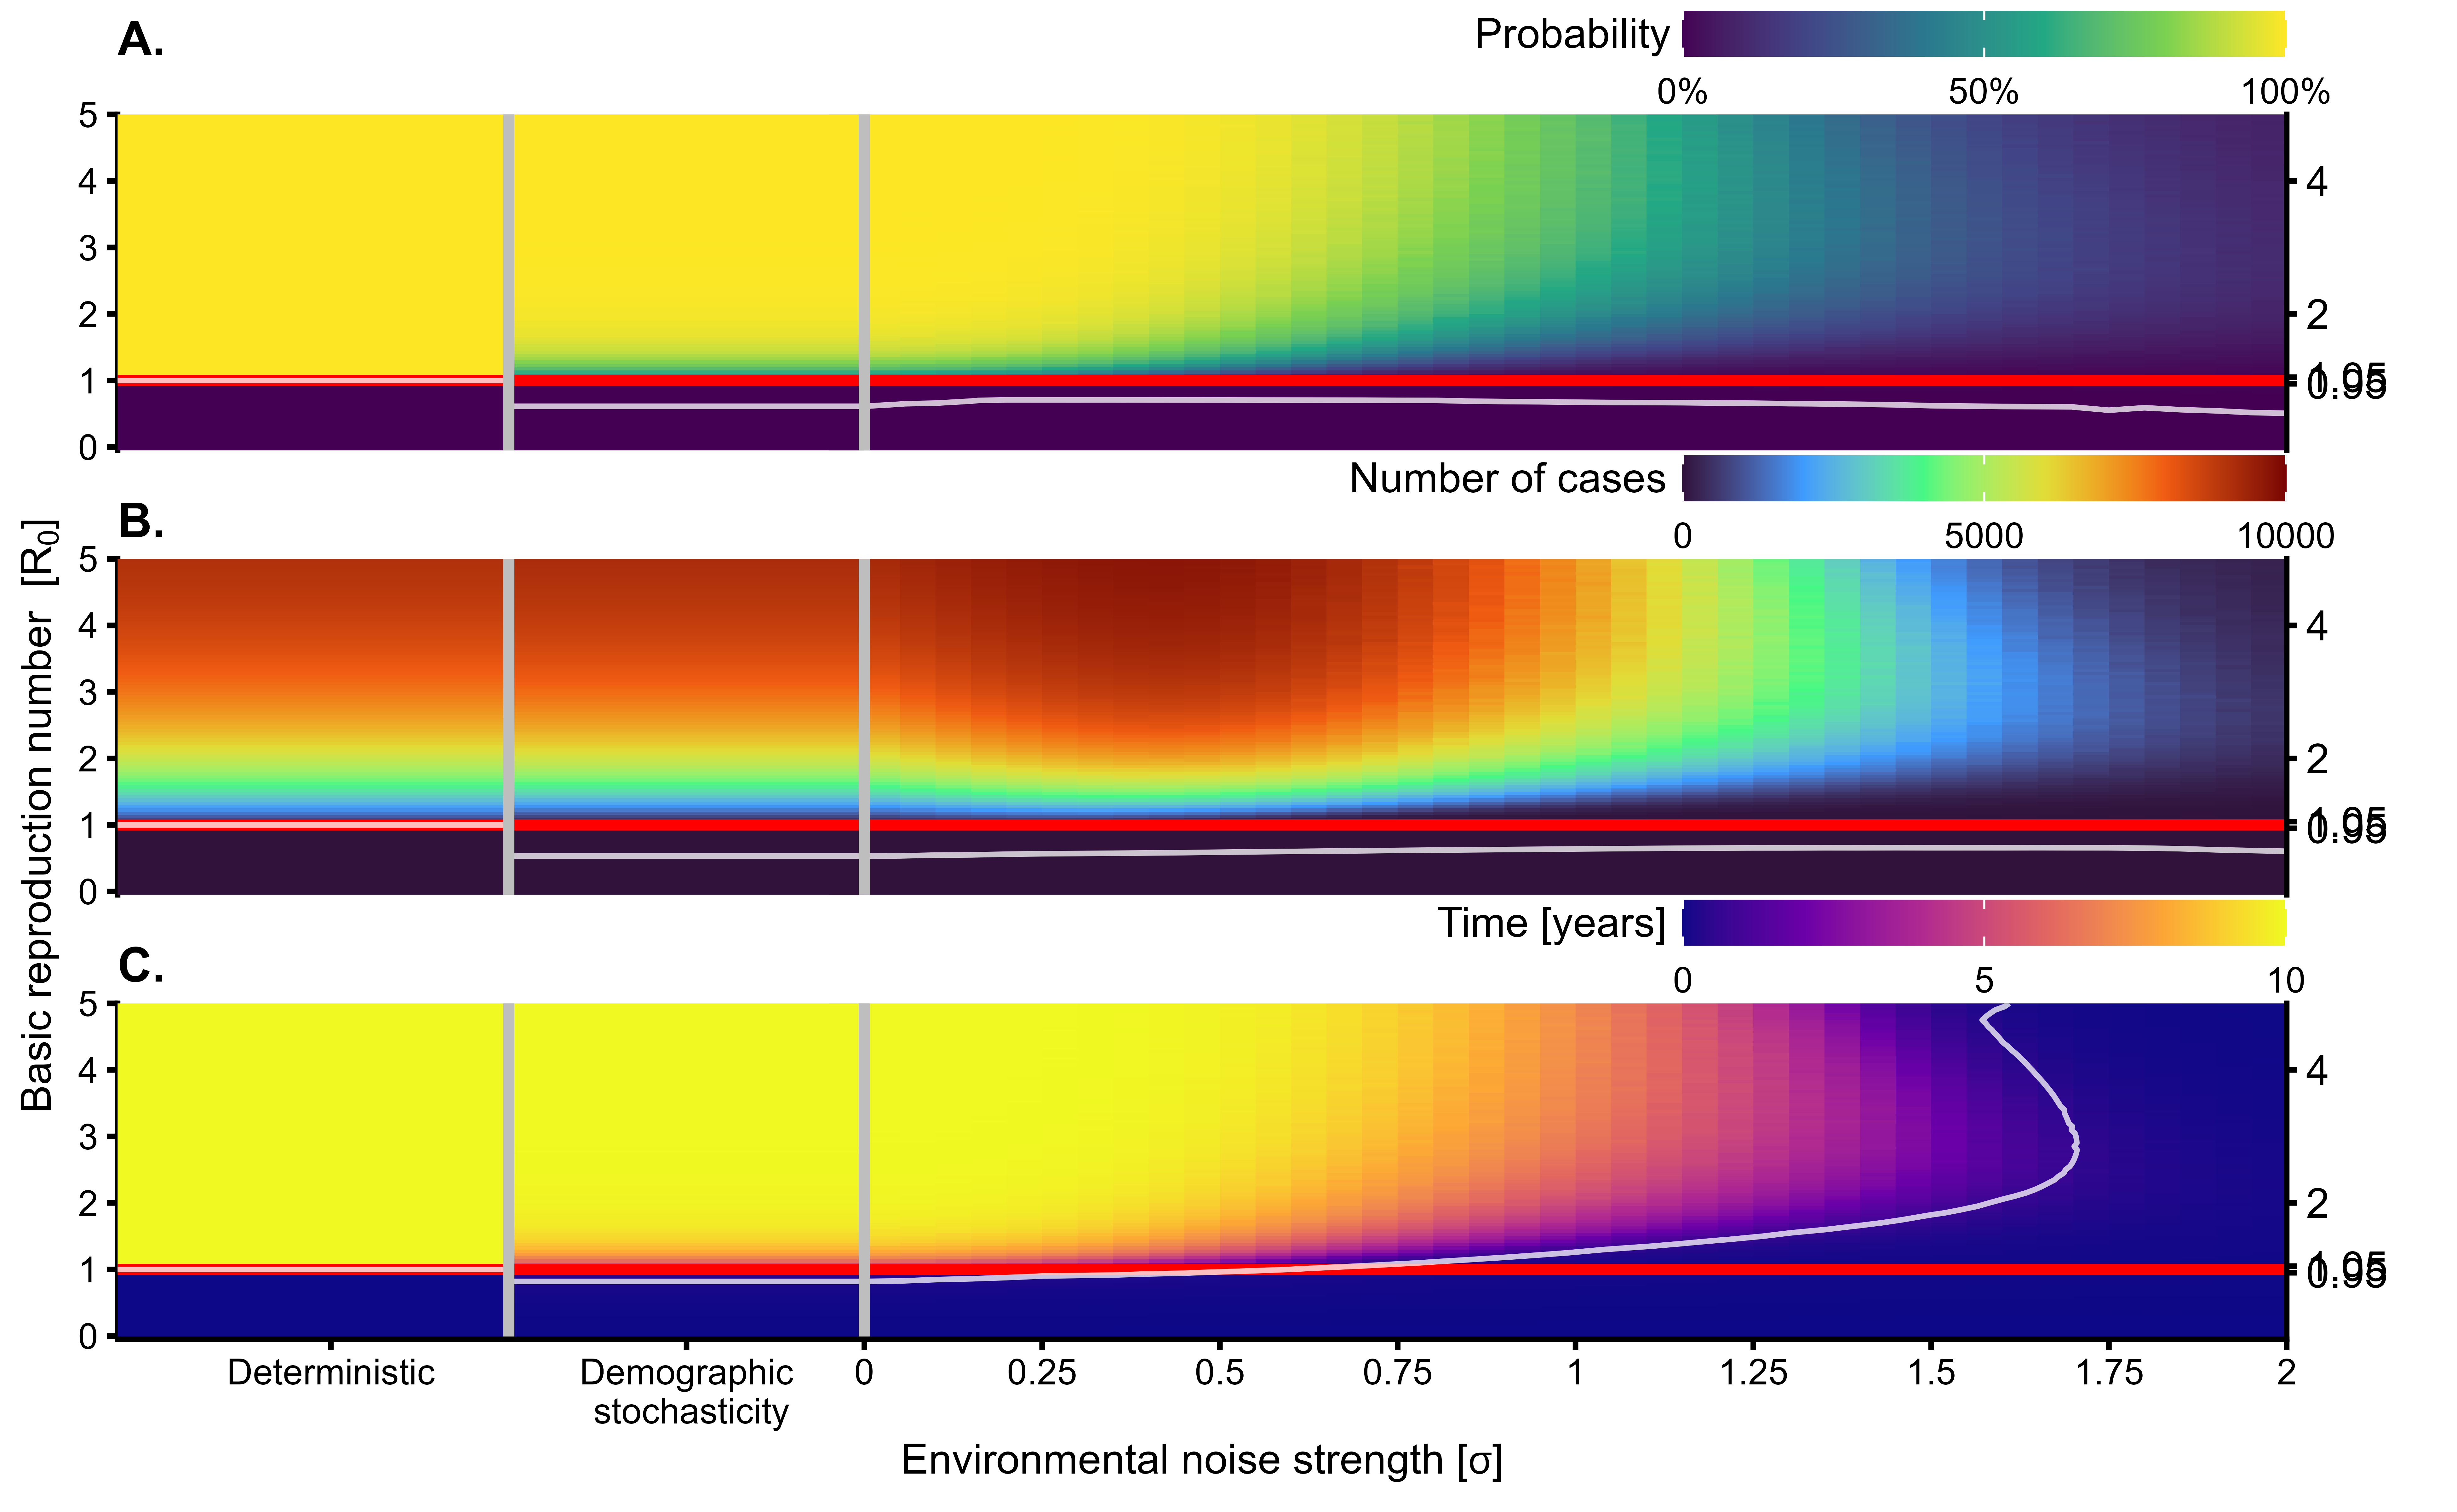 A.
Probability
0% 50% 100%
5
4
3
2
1
0
4
2
1.05
0.95
Number of cases
B.
0 5000 10000
5
4
3
2
1
0
4
2
1.05
0.95
Basic reproduction number [R0]
Time [years]
C.
0 5 10
5
4
3
2
1
0
4
2
1.05
0.95
Deterministic Demographic stochasticity 0 0.25 0.5 0.75 1 1.25 1.5 1.75 2
Environmental noise strength [σ]